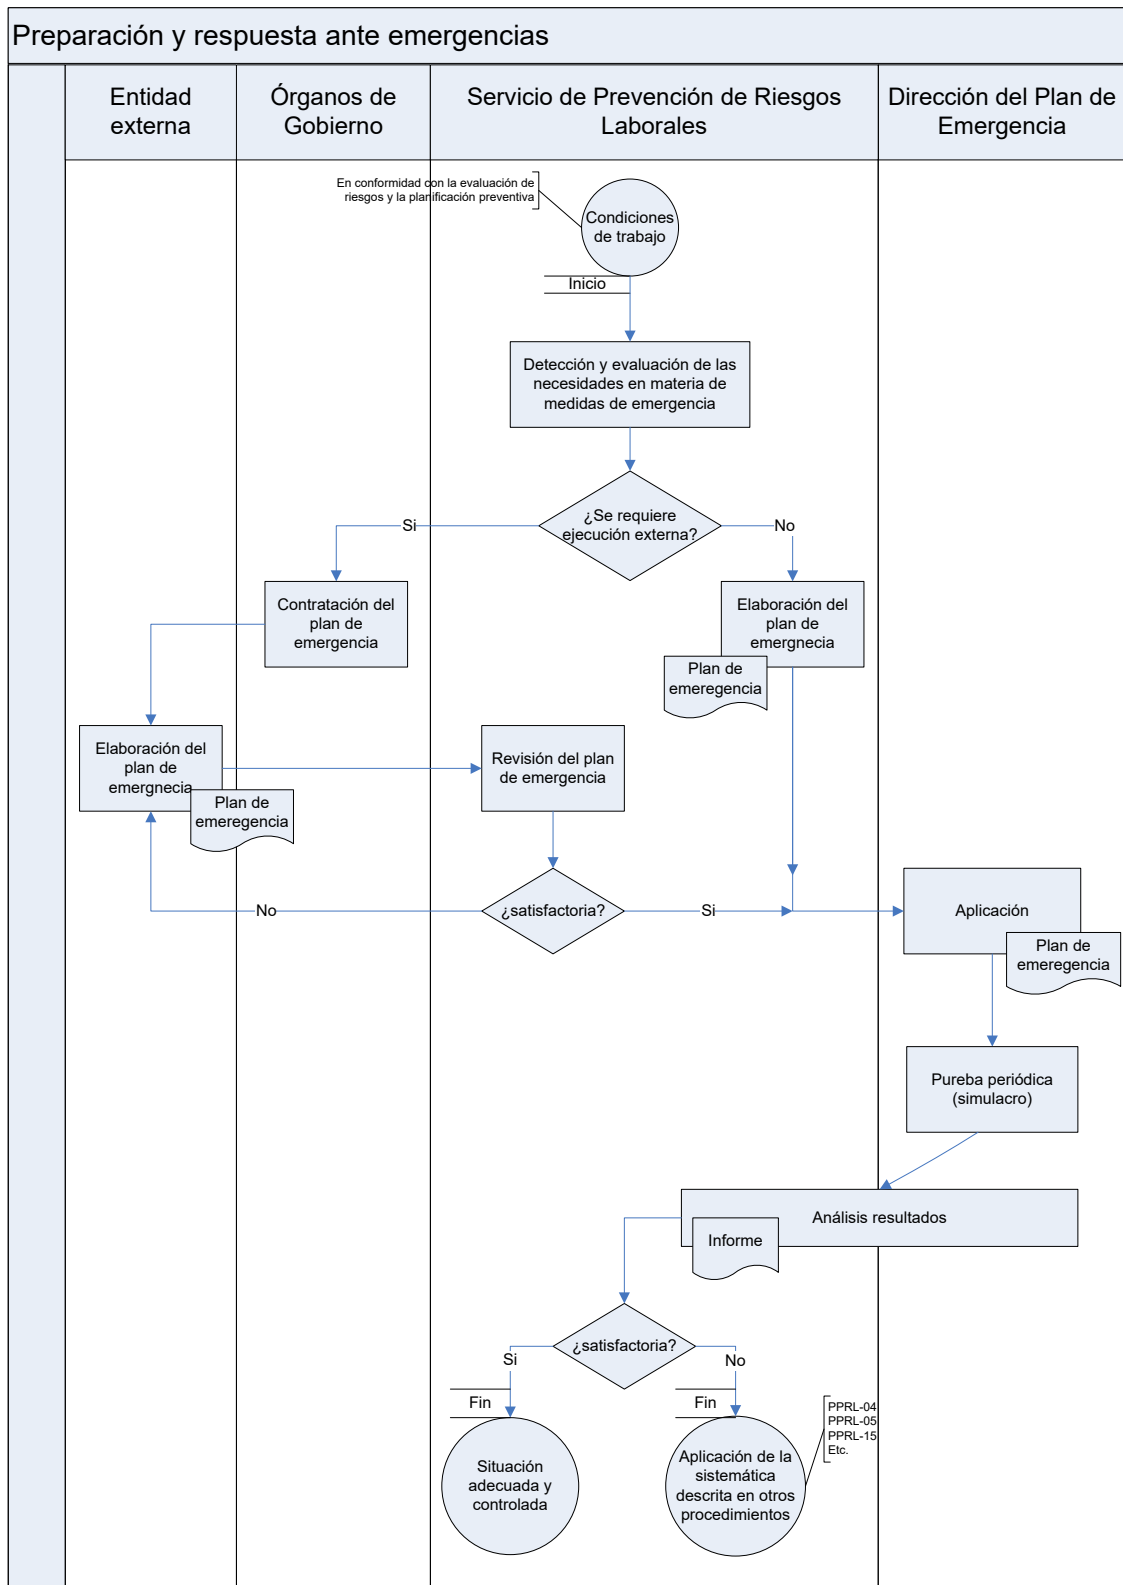 Preparación y respuesta ante emergencias
Entidad
externa
Órganos de
Gobierno
Servicio de Prevención de Riesgos
Laborales
Dirección del Plan de
Emergencia
En conformidad con la evaluación de
riesgos y la planificación preventiva
Condiciones
de trabajo
Inicio
Detección y evaluación de las
necesidades en materia de
medidas de emergencia
¿Se requiere
ejecución externa?
Si
No
Contratación del
plan de
emergencia
Elaboración del
plan de
emergnecia
Plan de
emeregencia
Elaboración del
plan de
emergnecia
Plan de
emeregencia
Revisión del plan
de emergencia
¿satisfactoria?
No
Si
Aplicación
Plan de
emeregencia
Pureba periódica
(simulacro)
Análisis resultados
Informe
¿satisfactoria?
Si
No
Fin
Fin
Situación
adecuada y
controlada
Aplicación de la
sistemática
descrita en otros
procedimientos
PPRL-04
PPRL-05
PPRL-15
Etc.